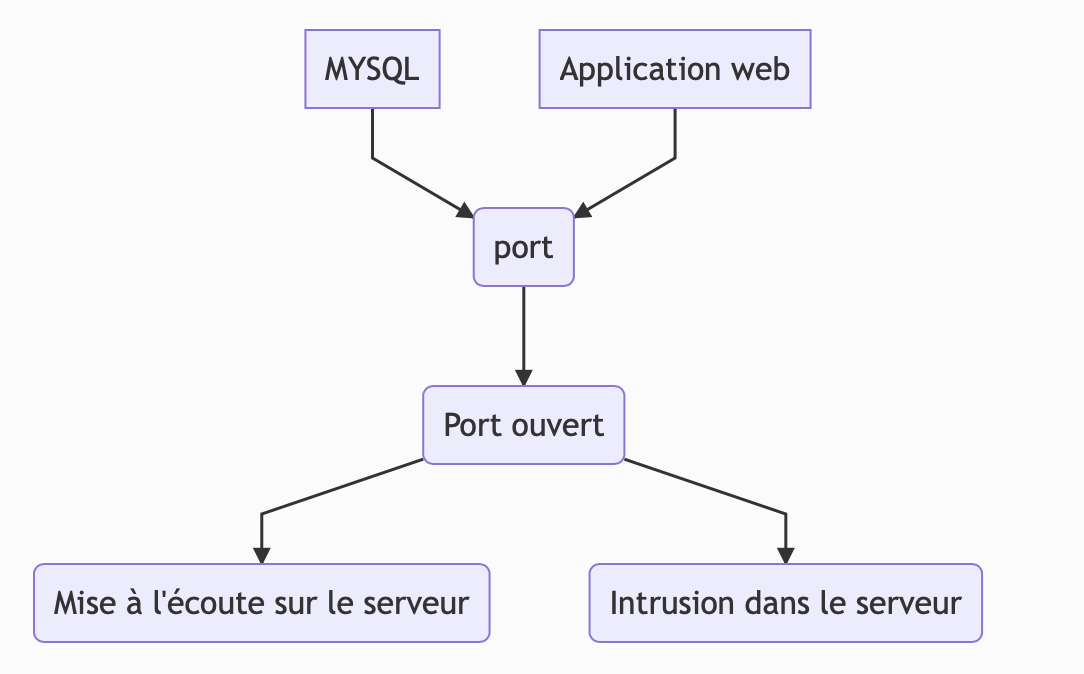 MYSQL
Application web
port
Port ouvert
Mise à l'écoute sur le serveur
Intrusion dans le serveur